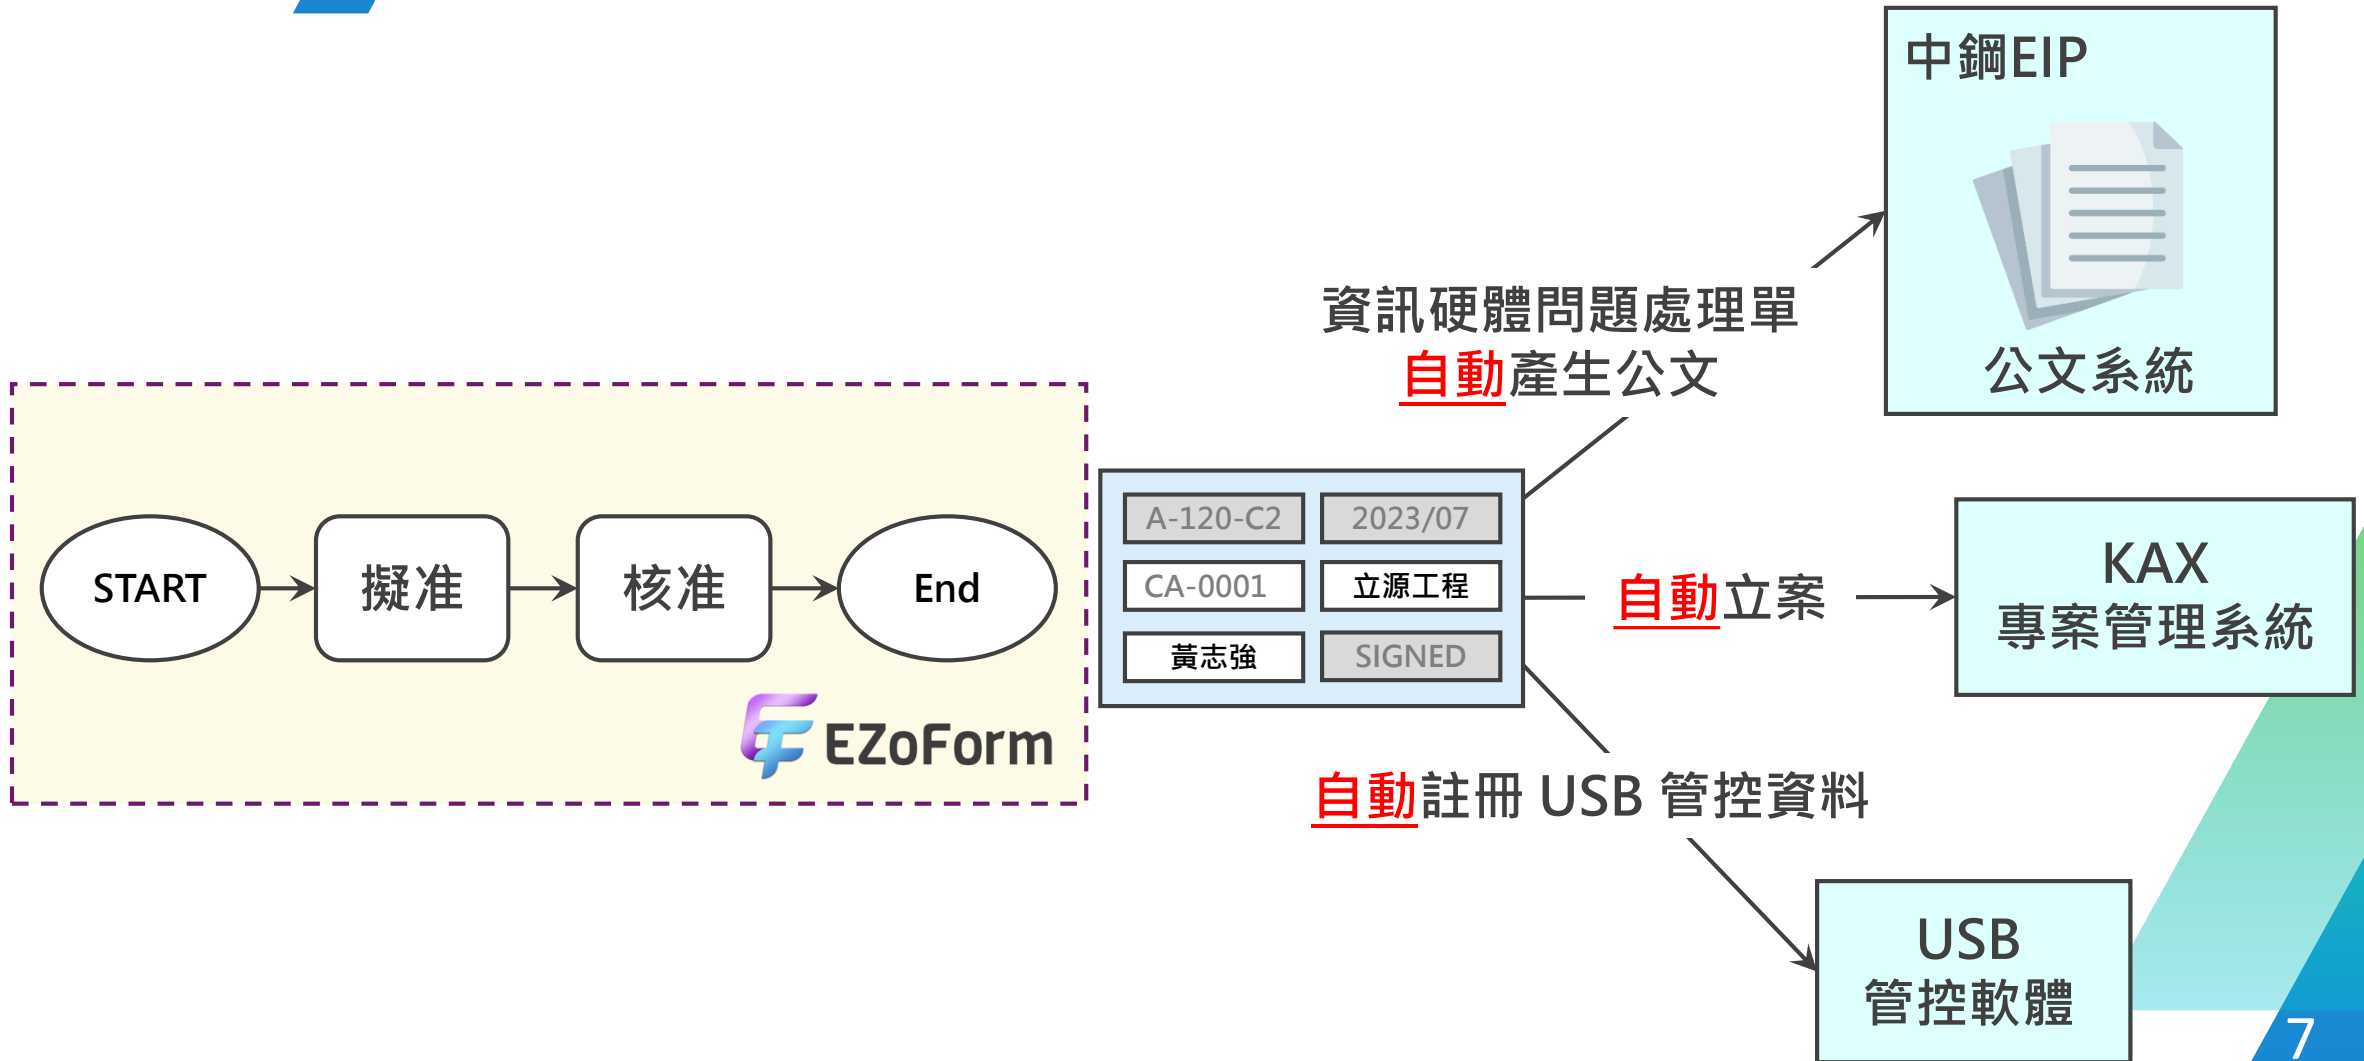 中鋼EIP
公文系統
資訊硬體問題處理單
自動產生公文
START
擬准
核准
End
EZoForm
A-120-C2
2023/07
CA-0001
立源工程
黃志強
SIGNED
自動立案
KAX
專案管理系統
自動註冊 USB 管控資料
USB
管控軟體
7